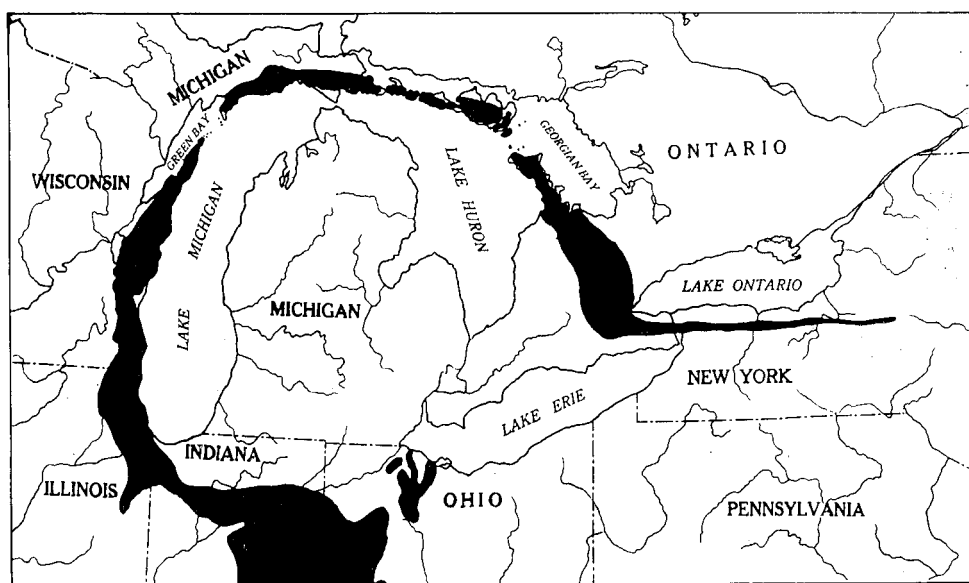 MICHIGAN
GREEN BAY
WISCONSIN
LAKE MICHIGAN
MICHIGAN
LAKE HURON
GEORGIAN BAY
ONTARIO
LAKE ONTARIO
NEW YORK
LAKE ERIE
INDIANA
ILLINOIS
OHIO
PENNSYLVANIA